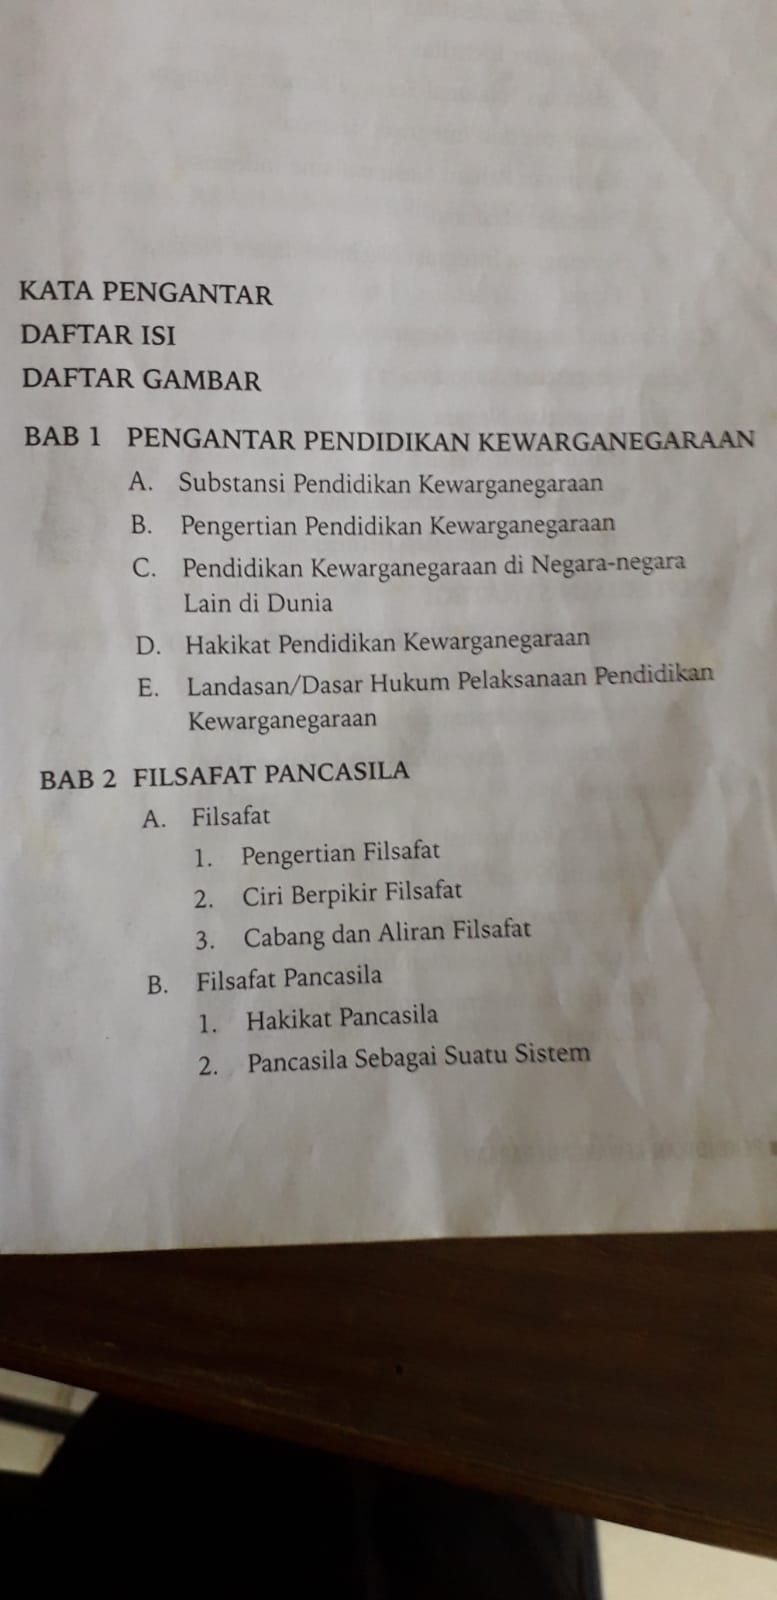 KATA PENGANTAR
DAFTAR ISI
DAFTAR GAMBAR
BAB 1 PENGANTAR PENDIDIKAN KEWARGANEGARAAN
A. Substansi Pendidikan Kewarganegaraan
B. Pengertian Pendidikan Kewarganegaraan
C. Pendidikan Kewarganegaraan di Negara-negara
Lain di Dunia
D. Hakikat Pendidikan Kewarganegaraan
E. Landasan/Dasar Hukum Pelaksanaan Pendidikan
Kewarganegaraan
BAB 2 FILSAFAT PANCASILA
A. Filsafat
1. Pengertian Filsafat
2. Ciri Berpikir Filsafat
3. Cabang dan Aliran Filsafat
B. Filsafat Pancasila
1. Hakikat Pancasila
2. Pancasila Sebagai Suatu Sistem